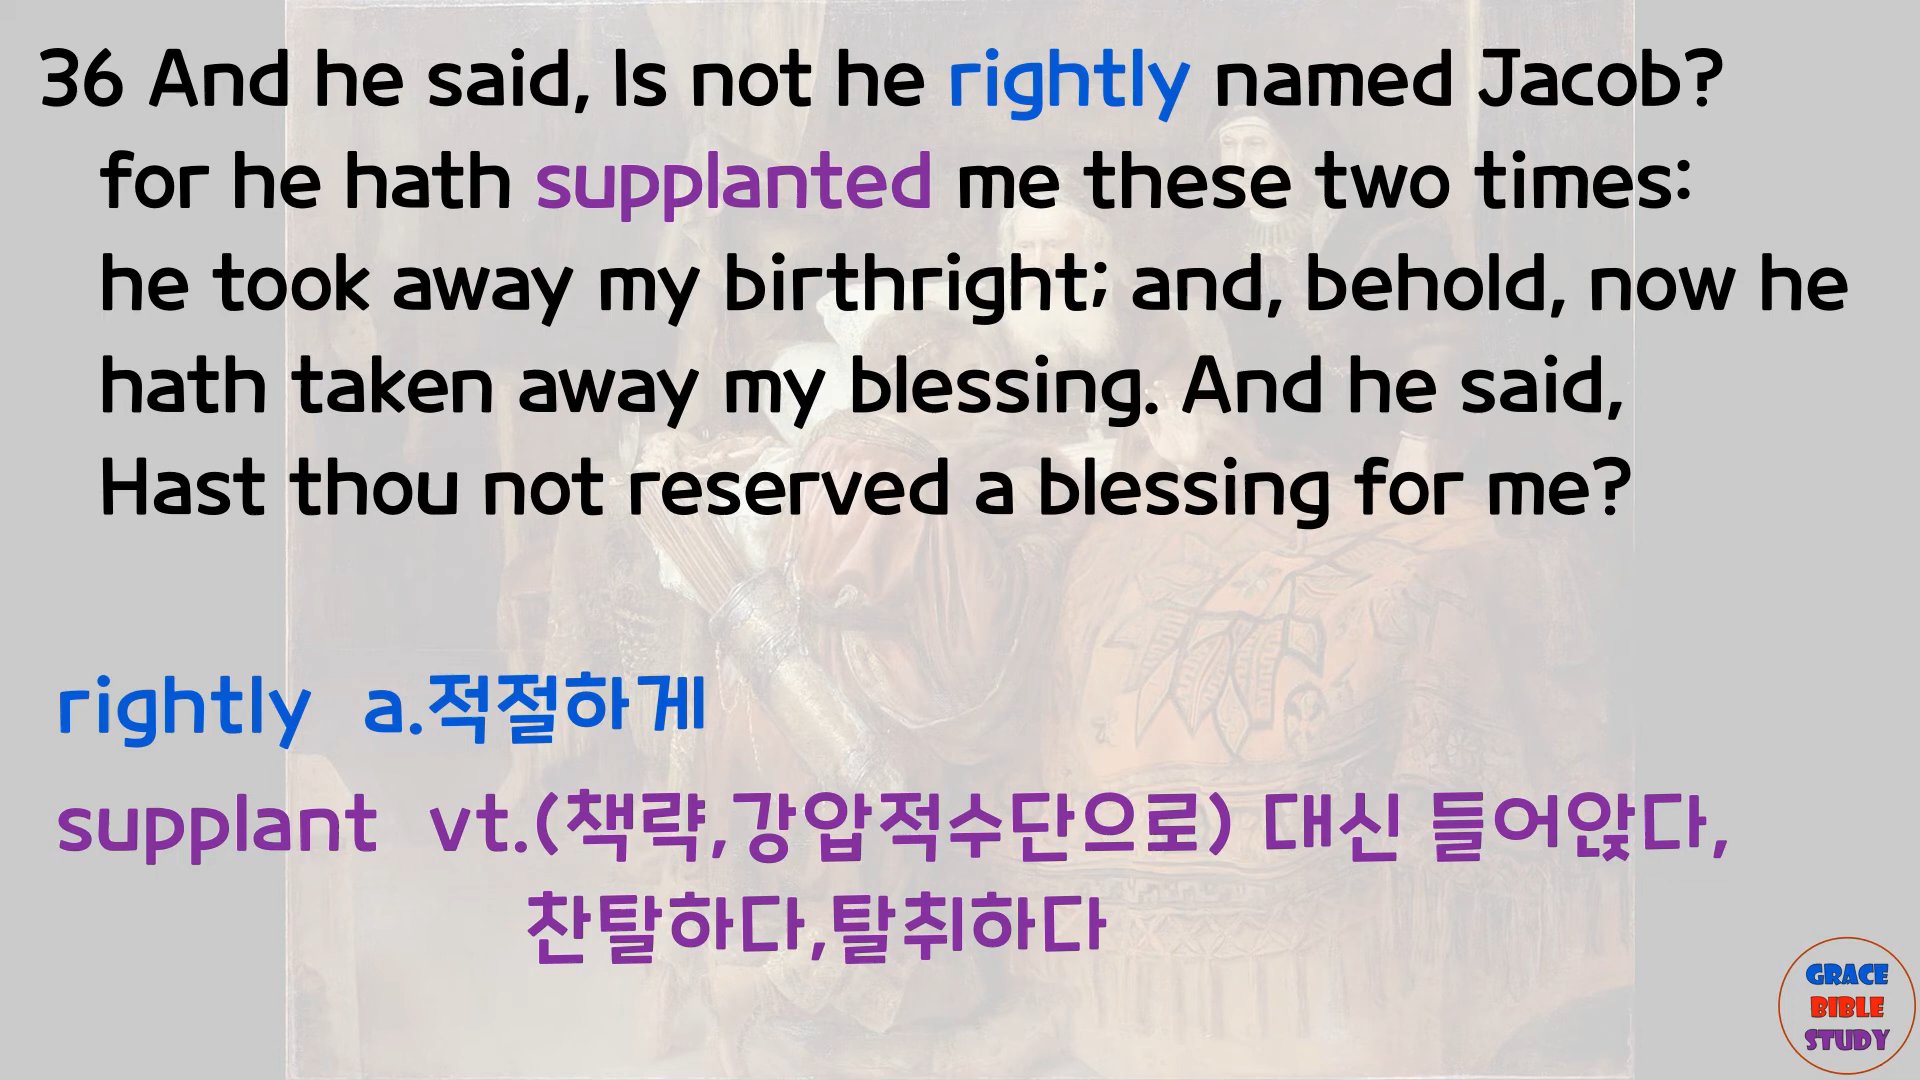 36 And he said, Is not he rightly named Jacob?
for he hath supplanted me these two times:
he took away my birthright; and, behold, now he
hath taken away my blessing. And he said,
Hast thou not reserved a blessing for me?
rightly a.적절하게
supplant vt.(책략,강압적수단으로) 대신 들어앉다,
찬탈하다,탈취하다
GRACE
BIBLE
STUDY